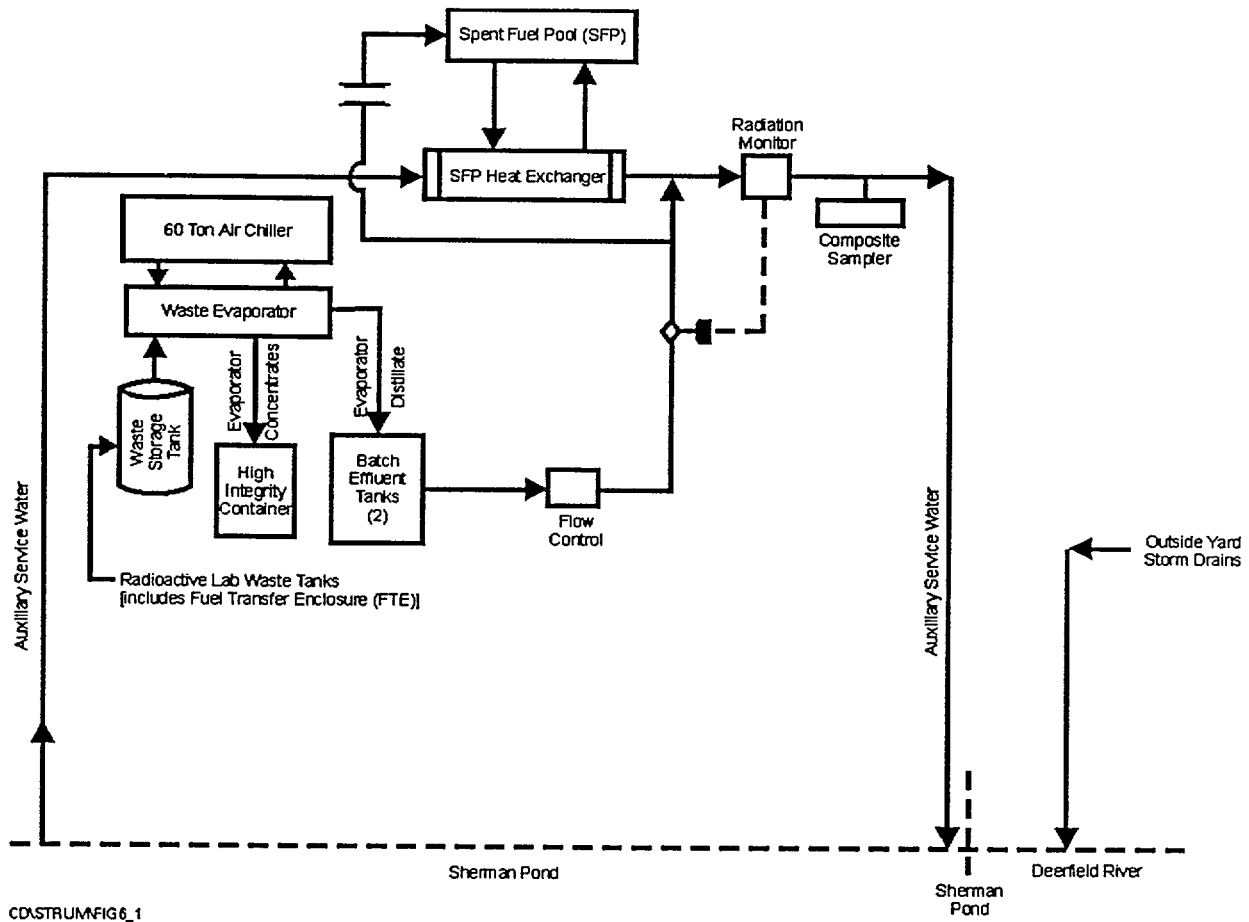 Spent Fuel Pool (SFP)
Radiation
Monitor
SFP Heat Exchanger
60 Ton Air Chiller
Composite
Sampler
Waste Evaporator
Evaporator
Concentrates
Evaporator
Distillate
Waste
Storage
Tank
High
Integrity
Container
Batch
Effluent
Tanks
(2)
Flow
Control
Outside Yard
Storm Drains
Radioactive Lab Waste Tanks
[includes Fuel Transfer Enclosure (FTE)]
Auxiliary Service Water
Auxiliary Service Water
Sherman Pond
Sherman
Pond
Deerfield River
CD\STRUM\FIG6_1